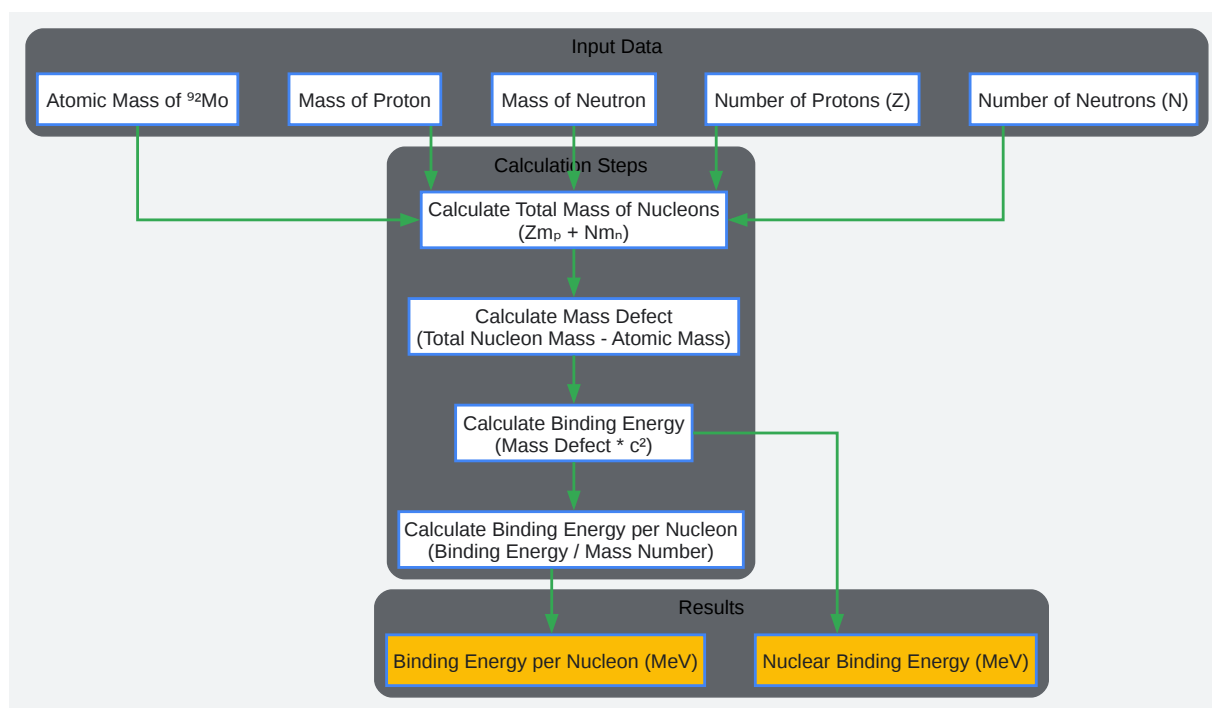 Input Data
Atomic Mass of ⁹²Mo
Mass of Proton
Mass of Neutron
Number of Protons (Z)
Number of Neutrons (N)
Calculation Steps
Calculate Total Mass of Nucleons
(Zmₚ + Nmₙ)
Calculate Mass Defect
(Total Nucleon Mass - Atomic Mass)
Calculate Binding Energy
(Mass Defect * c²)
Calculate Binding Energy per Nucleon
(Binding Energy / Mass Number)
Results
Binding Energy per Nucleon (MeV)
Nuclear Binding Energy (MeV)